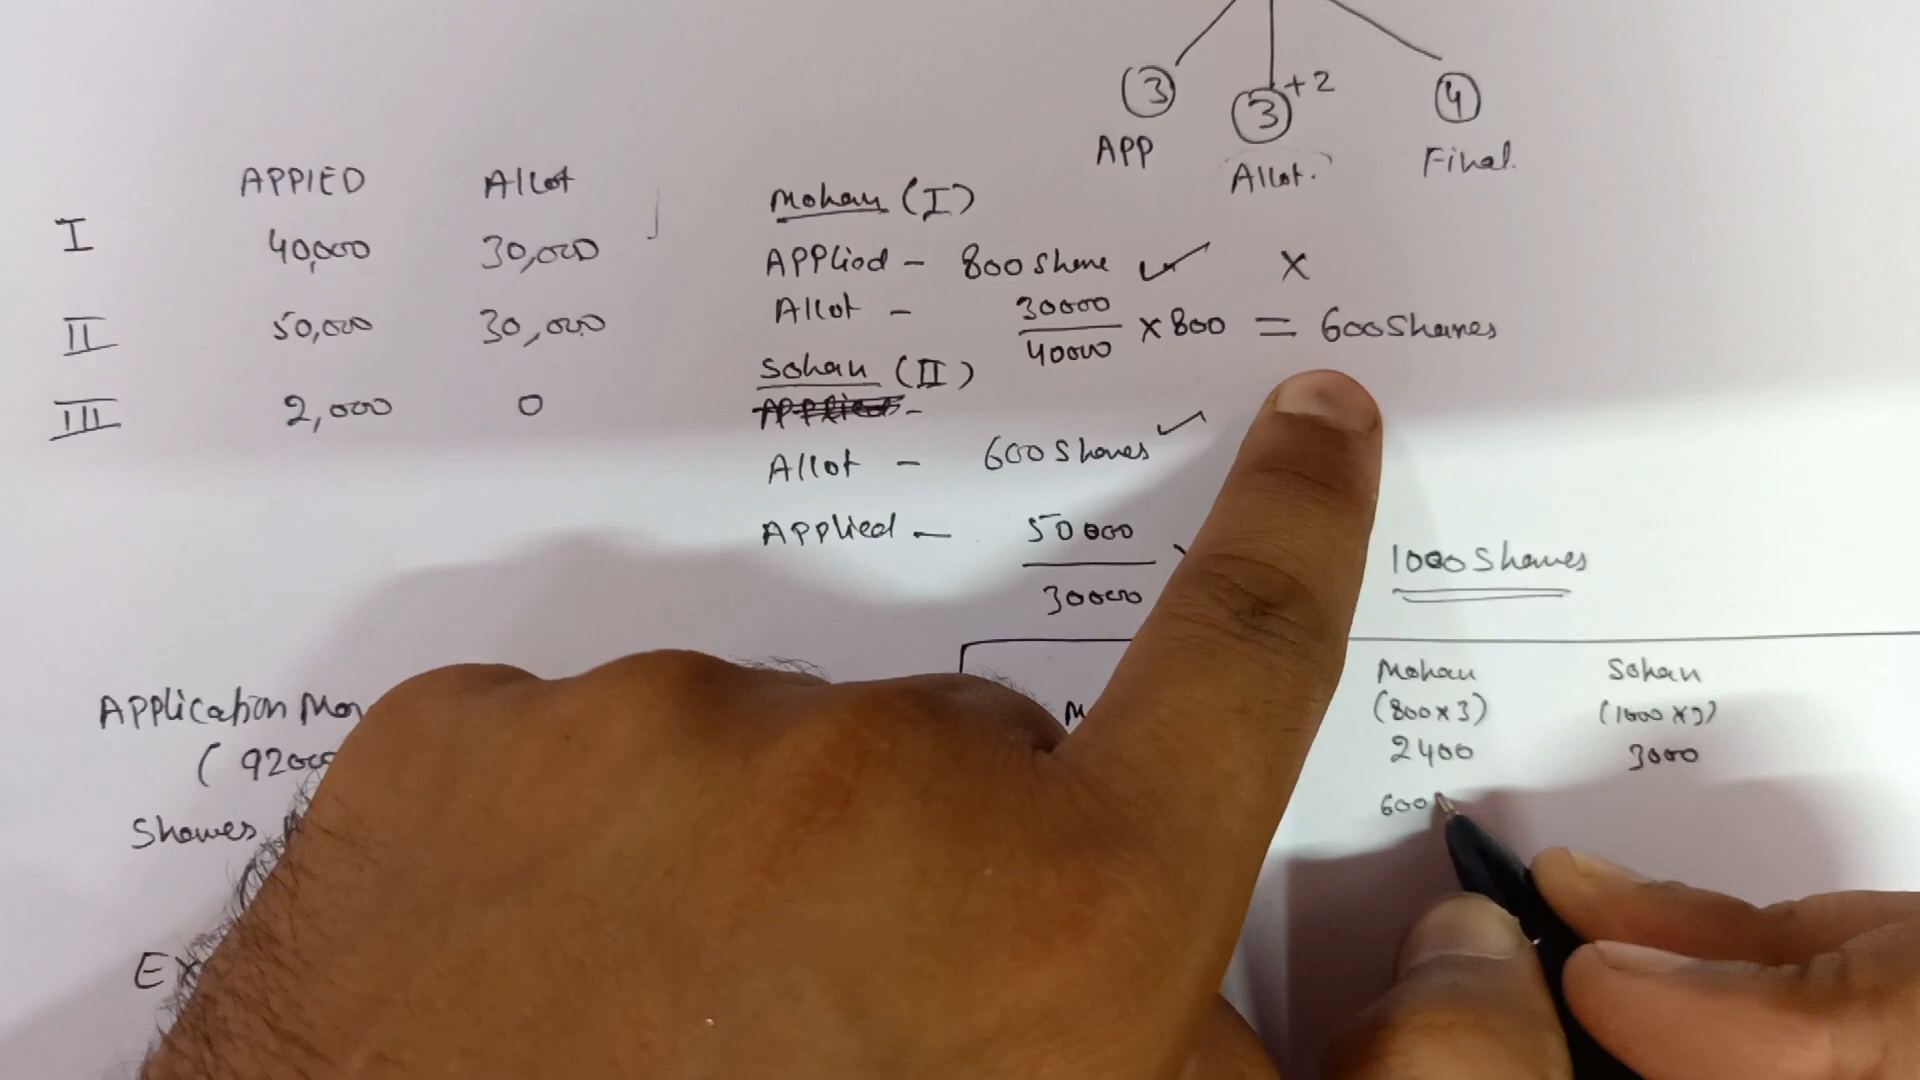 3 3 +2 4
APP Allot. Final.
APPIED Allot
I 40,000 30,000
II 50,000 30,000
III 2,000 0
Mohan (I)
APPlied - 800 Share ✓ X
Allot - 30000
40000 × 800 = 600 Shares
Sohan (II)
APPlied -
Allot - 600 Shares ✓
APPlied - 50000
30000
1000 Shares
Mohan Sohan
(800×3) (1000×3)
2400 3000
600
APPlication
(92000
Shares